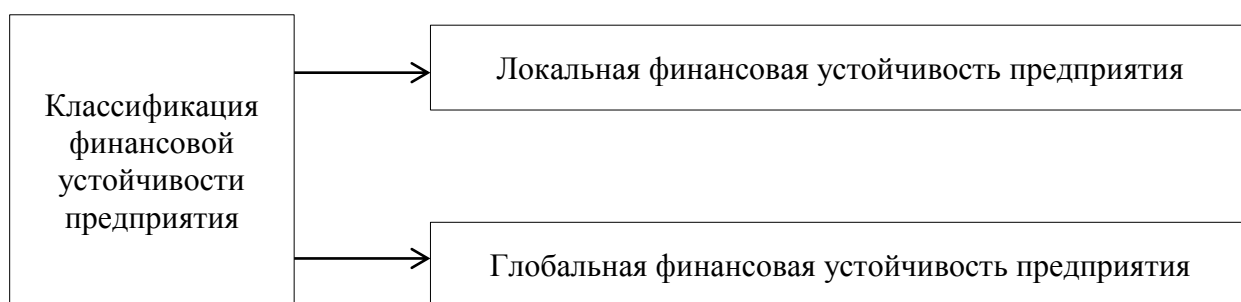 Классификация
финансовой
устойчивости
предприятия
Локальная финансовая устойчивость предприятия
Глобальная финансовая устойчивость предприятия